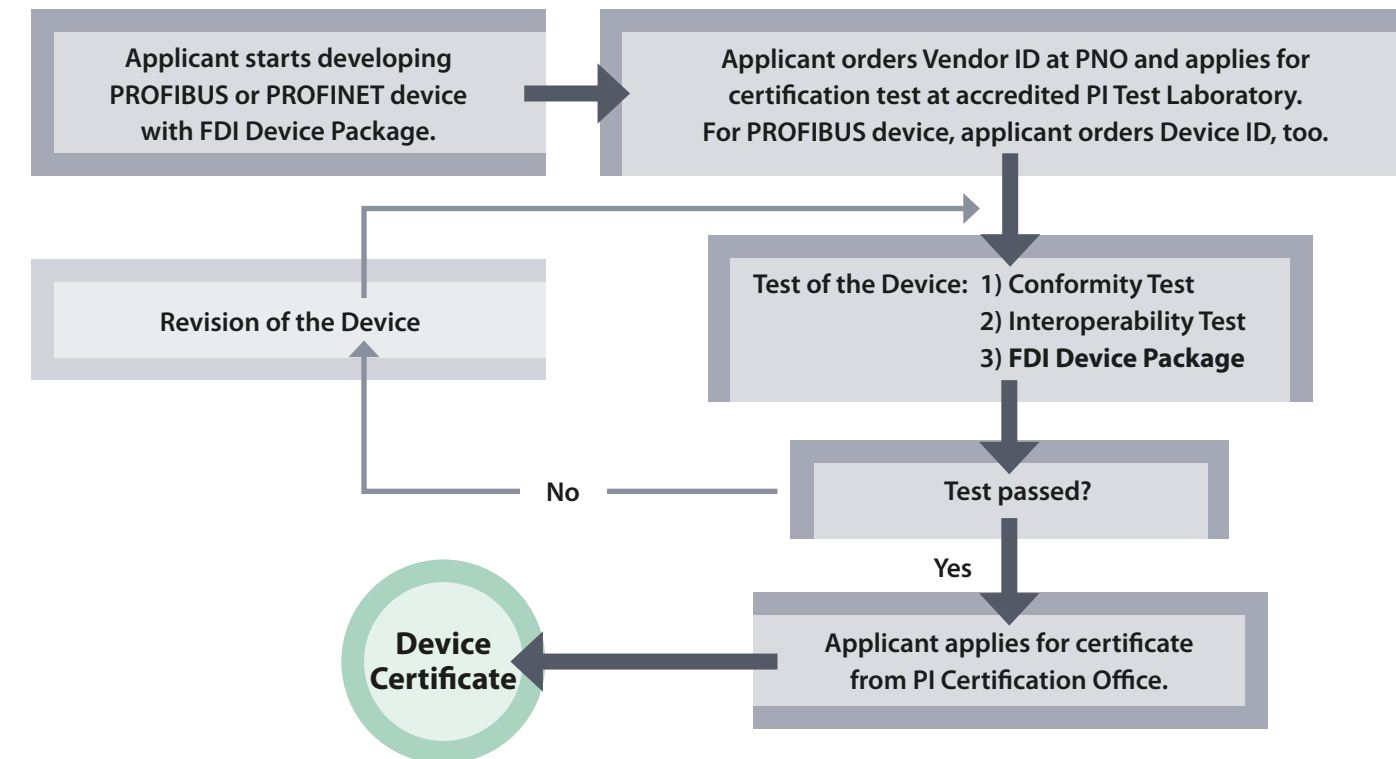 Applicant starts developing
PROFIBUS or PROFINET device
with FDI Device Package.
Applicant orders Vendor ID at PNO and applies for
certification test at accredited PI Test Laboratory.
For PROFIBUS device, applicant orders Device ID, too.
Revision of the Device
Test of the Device: 1) Conformity Test
2) Interoperability Test
3) FDI Device Package
No
Test passed?
Yes
Device
Certificate
Applicant applies for certificate
from PI Certification Office.